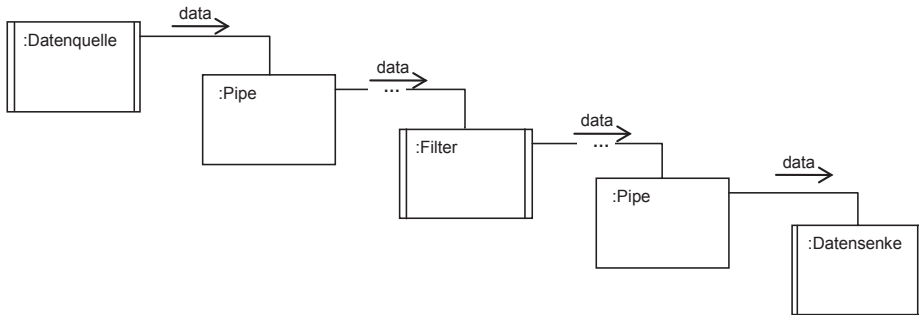 data
:Datenquelle
data
:Pipe
...
data
:Filter
...
data
:Pipe
:Datensenke